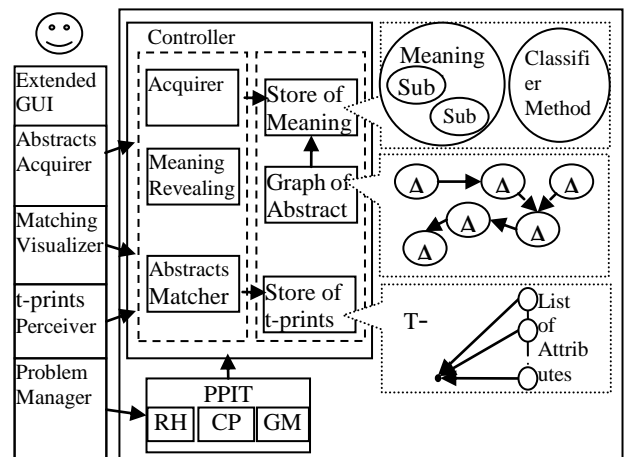 Extended
GUI
Abstracts
Acquirer
Matching
Visualizer
t-prints
Perceiver
Problem
Manager
Controller
Acquirer
Meaning
Revealing
Abstracts
Matcher
Store of
Meaning
Graph of
Abstract
Store of
t-prints
PPIT
RH
CP
GM
Meaning
Sub
Sub
Classifi
er
Method
Δ
Δ
Δ
Δ
Δ
Δ
T-
List
of
Attrib
utes